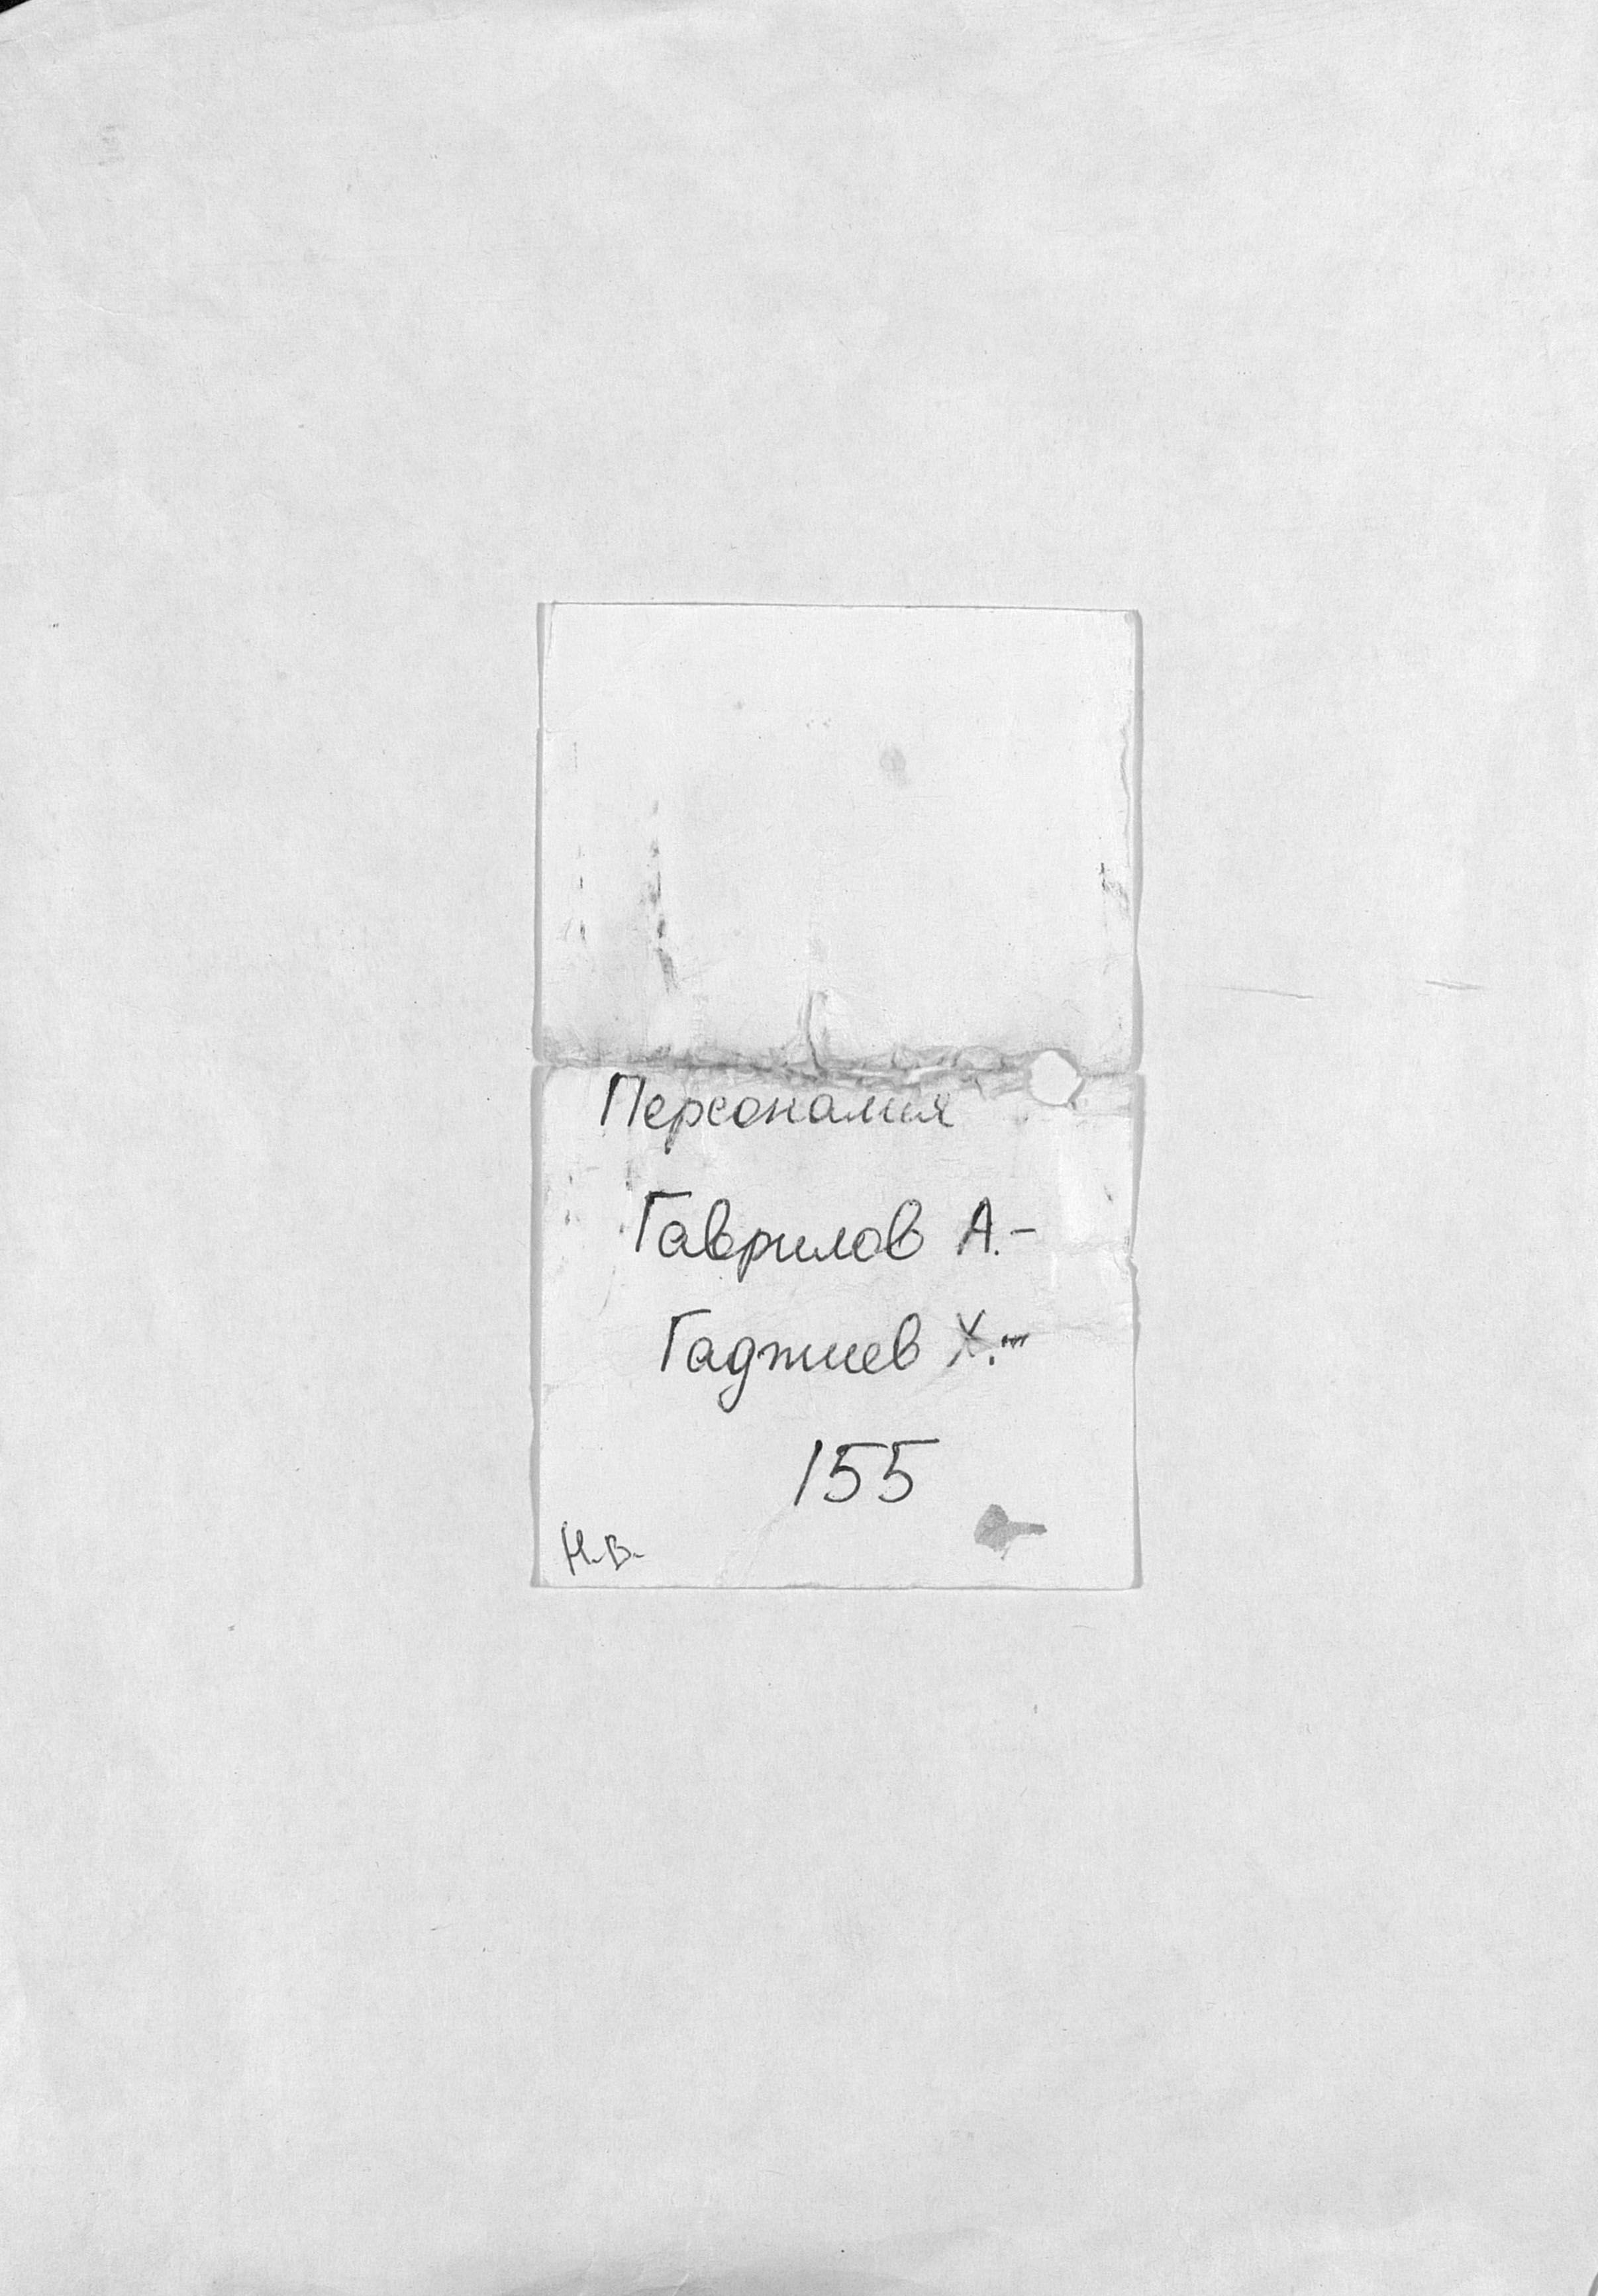 Персоналия
Гаврилов А.-
Гаджиев Х.-
155
Н.В.